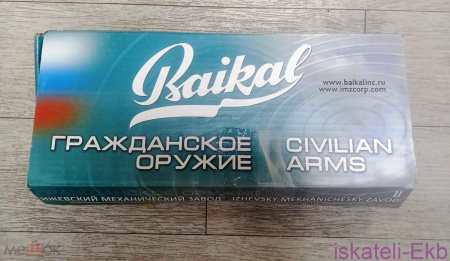 Baikal
www.baikalinc.ru
www.imzcorp.com
ГРАЖДАНСКОЕ
ОРУЖИЕ
CIVILIAN
ARMS
ИЖЕВСКИЙ МЕХАНИЧЕСКИЙ ЗАВОД · IZHEVSKY MEKHANICHESKY ZAVOD
iskateli-Ekb